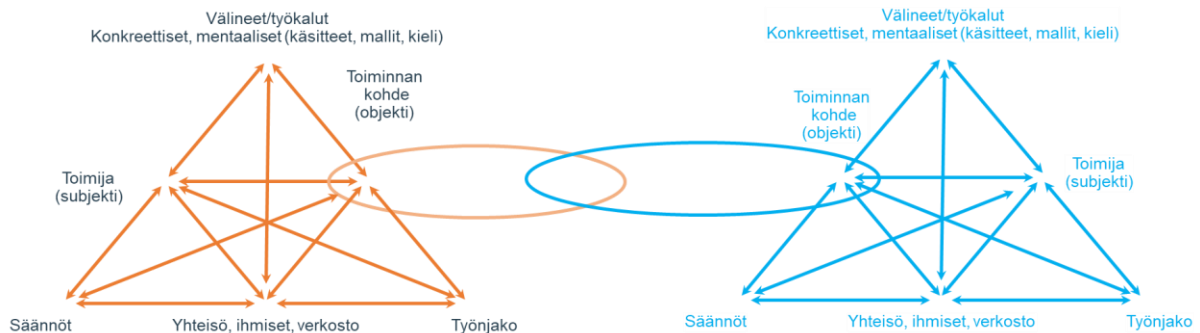 Välineet/työkalut
Konkreettiset, mentaaliset (käsitteet, mallit, kieli)
Toiminnan
kohde
(objekti)
Toimija
(subjekti)
Säännöt
Yhteisö, ihmiset, verkosto
Työnjako
Välineet/työkalut
Konkreettiset, mentaaliset (käsitteet, mallit, kieli)
Toiminnan
kohde
(objekti)
Toimija
(subjekti)
Säännöt
Yhteisö, ihmiset, verkosto
Työnjako